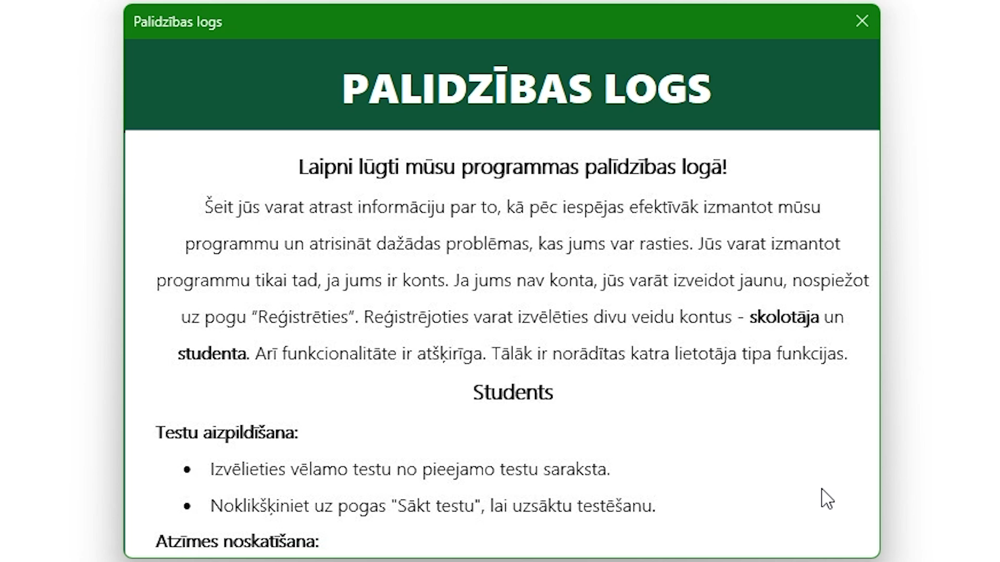 Palidzības logs
PALIDZĪBAS LOGS
Laipni lūgti mūsu programmas palīdzības logā!
Šeit jūs varat atrast informāciju par to, kā pēc iespējas efektīvāk izmantot mūsu
programmu un atrisināt dažādas problēmas, kas jums var rasties. Jūs varat izmantot
programmu tikai tad, ja jums ir konts. Ja jums nav konta, jūs varāt izveidot jaunu, nospiežot
uz pogu “Reģistrēties”. Reģistrējoties varat izvēlēties divu veidu kontus - skolotāja un
studenta. Arī funkcionalitāte ir atšķirīga. Tālāk ir norādītas katra lietotāja tipa funkcijas.
Students
Testu aizpildīšana:
• Izvēlieties vēlamo testu no pieejamo testu saraksta.
• Noklikšķiniet uz pogas "Sākt testu", lai uzsāktu testēšanu.
Atzīmes noskatīšana: